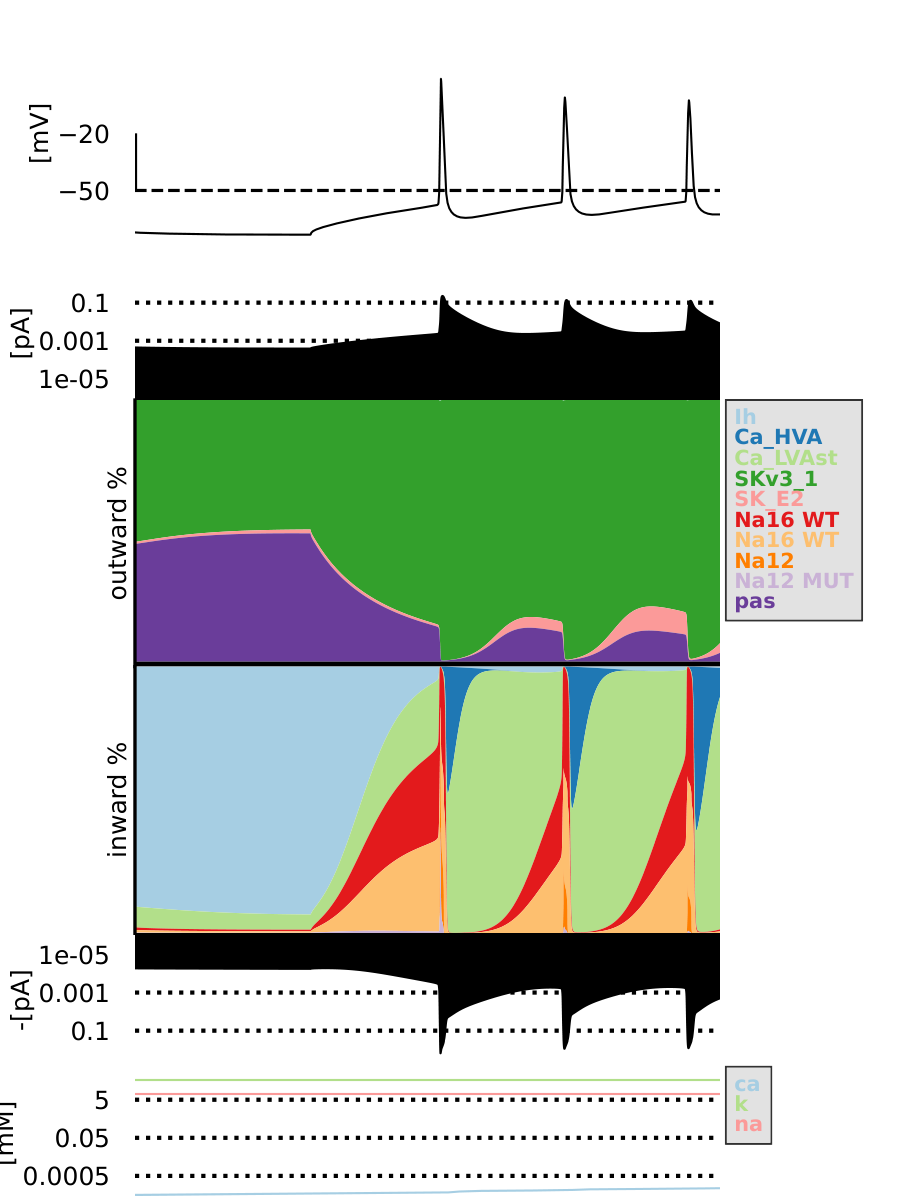 [mV]
−20
−50
[pA]
0.1
0.001
1e-05
outward %
Ih
Ca_HVA
Ca_LVAst
SKv3_1
SK_E2
Na16 WT
Na16 WT
Na12
Na12 MUT
pas
inward %
-[pA]
1e-05
0.001
0.1
[mM]
5
0.05
0.0005
ca
k
na